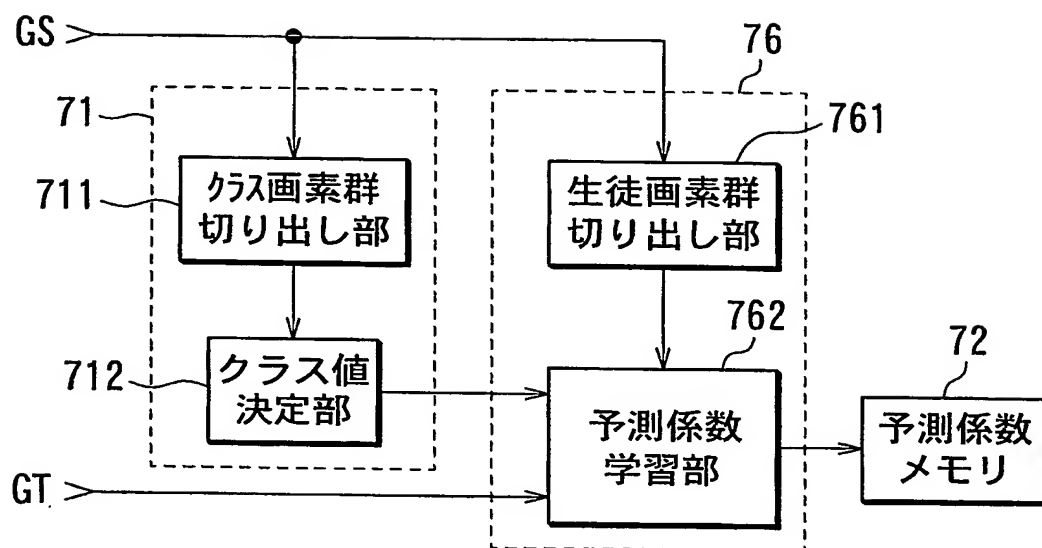 GS
76
71
761
711
クラス画素群
切り出し部
生徒画素群
切り出し部
762
712
クラス値
決定部
72
予測係数
学習部
予測係数
メモリ
GT